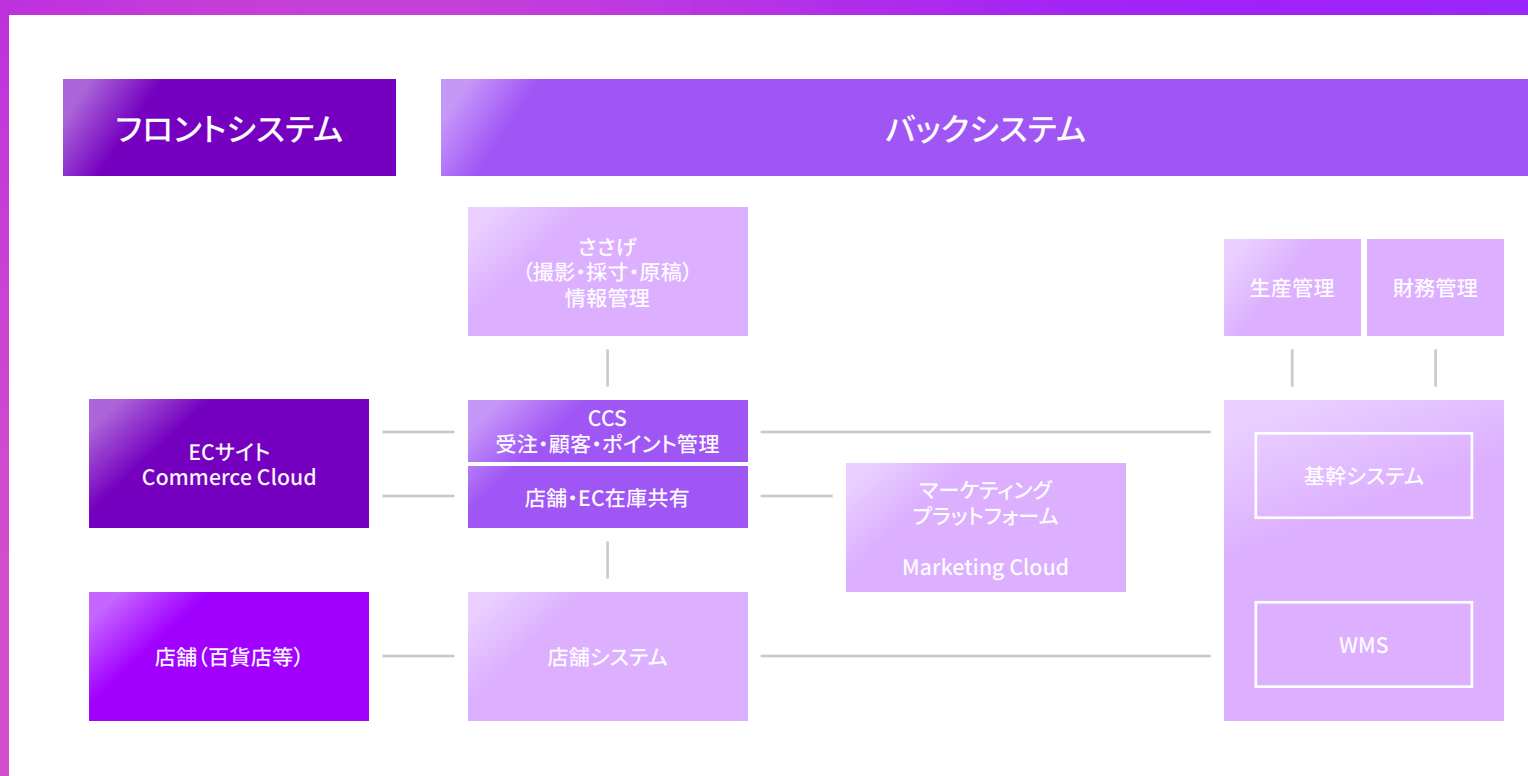 フロントシステム
バックシステム
ささげ
（撮影・採寸・原稿）
情報管理
生産管理
財務管理
ECサイト
Commerce Cloud
CCS
受注・顧客・ポイント管理
店舗・EC在庫共有
マーケティング
プラットフォーム
Marketing Cloud
基幹システム
店舗（百貨店等）
店舗システム
WMS